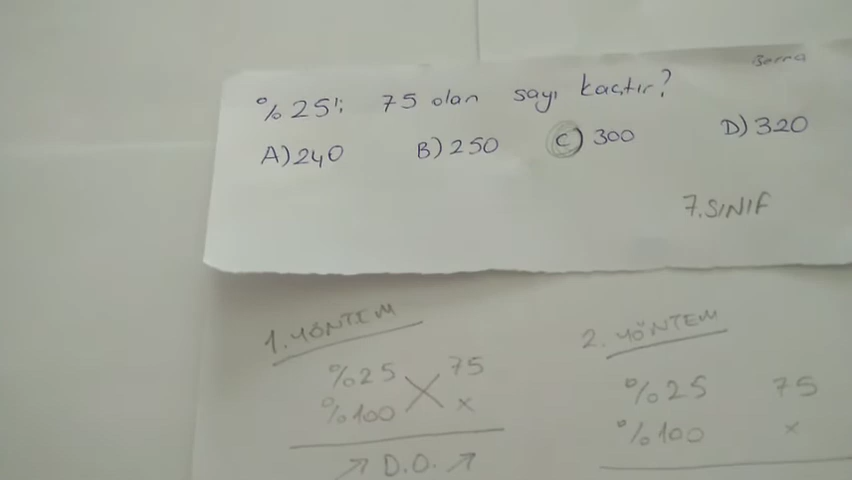 Berra
%25'i 75 olan sayı kaçtır?
A) 240 B) 250 C) 300 D) 320
7. SINIF
1. YÖNTEM
%25 75
%100 x
↗ D.O. ↗
2. YÖNTEM
%25 75
%100 x